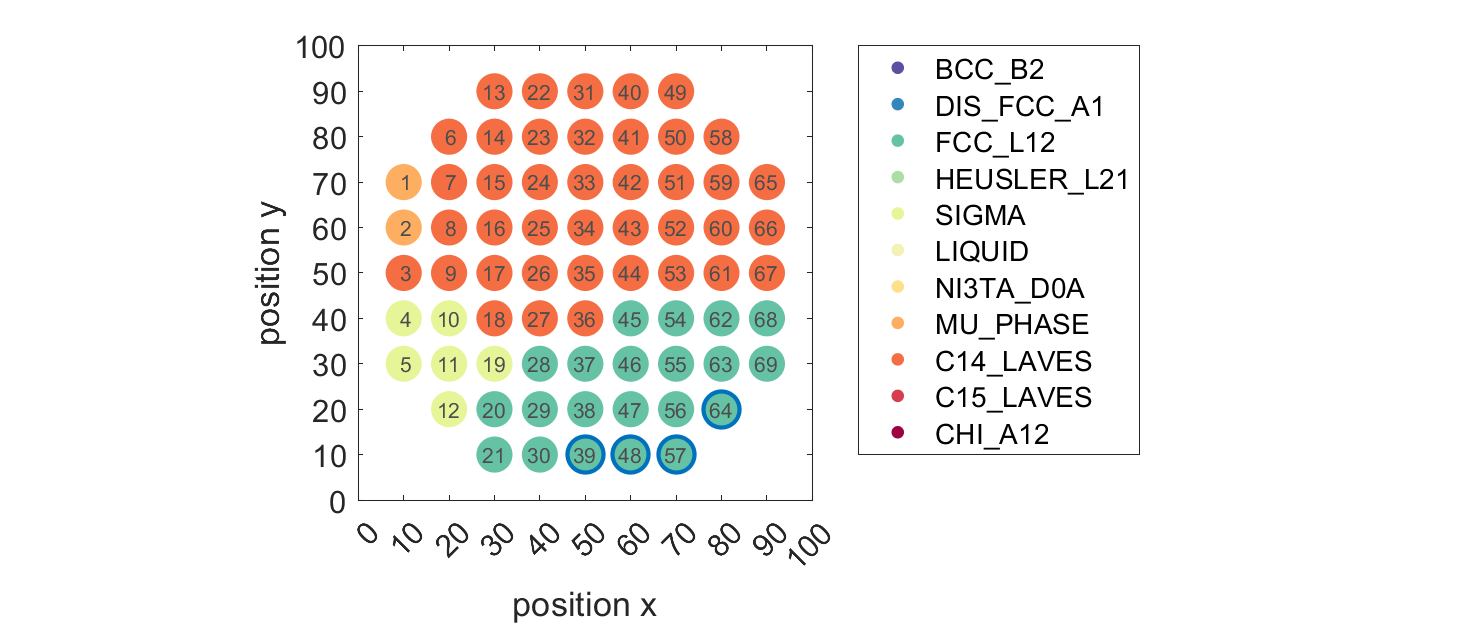 100
90 13 22 31 40 49
80 6 14 23 32 41 50 58
70 1 7 15 24 33 42 51 59 65
60 2 8 16 25 34 43 52 60 66
50 3 9 17 26 35 44 53 61 67
40 4 10 18 27 36 45 54 62 68
30 5 11 19 28 37 46 55 63 69
20 12 20 29 38 47 56 64
10 21 30 39 48 57
0
0 10 20 30 40 50 60 70 80 90 100
position x
position y
BCC_B2
DIS_FCC_A1
FCC_L12
HEUSLER_L21
SIGMA
LIQUID
NI3TA_D0A
MU_PHASE
C14_LAVES
C15_LAVES
CHI_A12